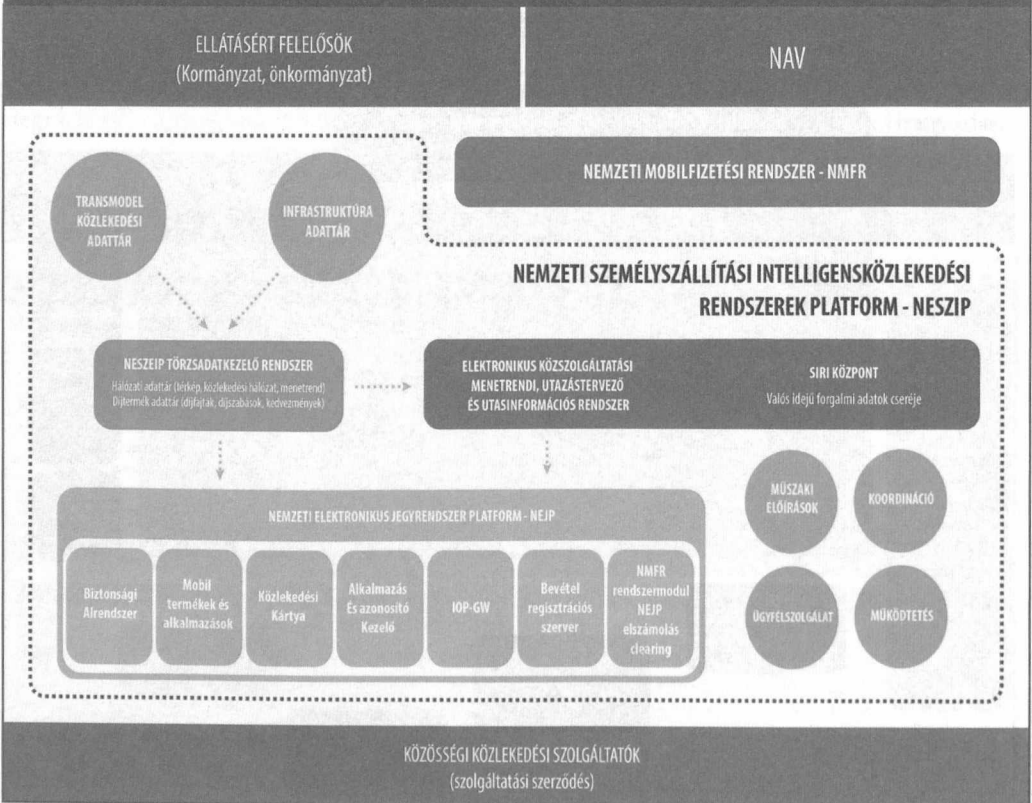 ELLÁTÁSÉRT FELELŐSÖK
(Kormányzat, önkormányzat)
NAV
NEMZETI MOBILFIZETÉSI RENDSZER - NMFR
TRANSMODEL
KÖZLEKEDÉSI
ADATTÁR
INFRASTRUKTÚRA
ADATTÁR
NEMZETI SZEMÉLYSZÁLLÍTÁSI INTELLIGENSKÖZLEKEDÉSI
RENDSZEREK PLATFORM - NESZIP
NESZEIP TÖRZSADATKEZELŐ RENDSZER
Hálózati adattár (térkép, közlekedési hálózat, menetrend)
Díjtermék adattár (díjfajták, díjszabások, kedvezmények)
ELEKTRONIKUS KÖZSZOLGÁLTATÁSI
MENETRENDI, UTAZÁSTERVEZŐ
ÉS UTASINFORMÁCIÓS RENDSZER
SIRI KÖZPONT
Valós idejű forgalmi adatok cseréje
MŰSZAKI
ELŐÍRÁSOK
KOORDINÁCIÓ
NEMZETI ELEKTRONIKUS JEGYRENDSZER PLATFORM - NEJP
Biztonsági
Alrendszer
Mobil
termékek és
alkalmazások
Közlekedési
Kártya
Alkalmazás
És azonosító
Kezelő
IOP-GW
Bevétel
regisztrációs
szerver
NMFR
rendszermodul
NEJP
elszámolás
clearing
ÜGYFÉLSZOLGÁLAT
MŰKÖDTETÉS
KÖZÖSSÉGI KÖZLEKEDÉSI SZOLGÁLTATÓK
(szolgáltatási szerződés)